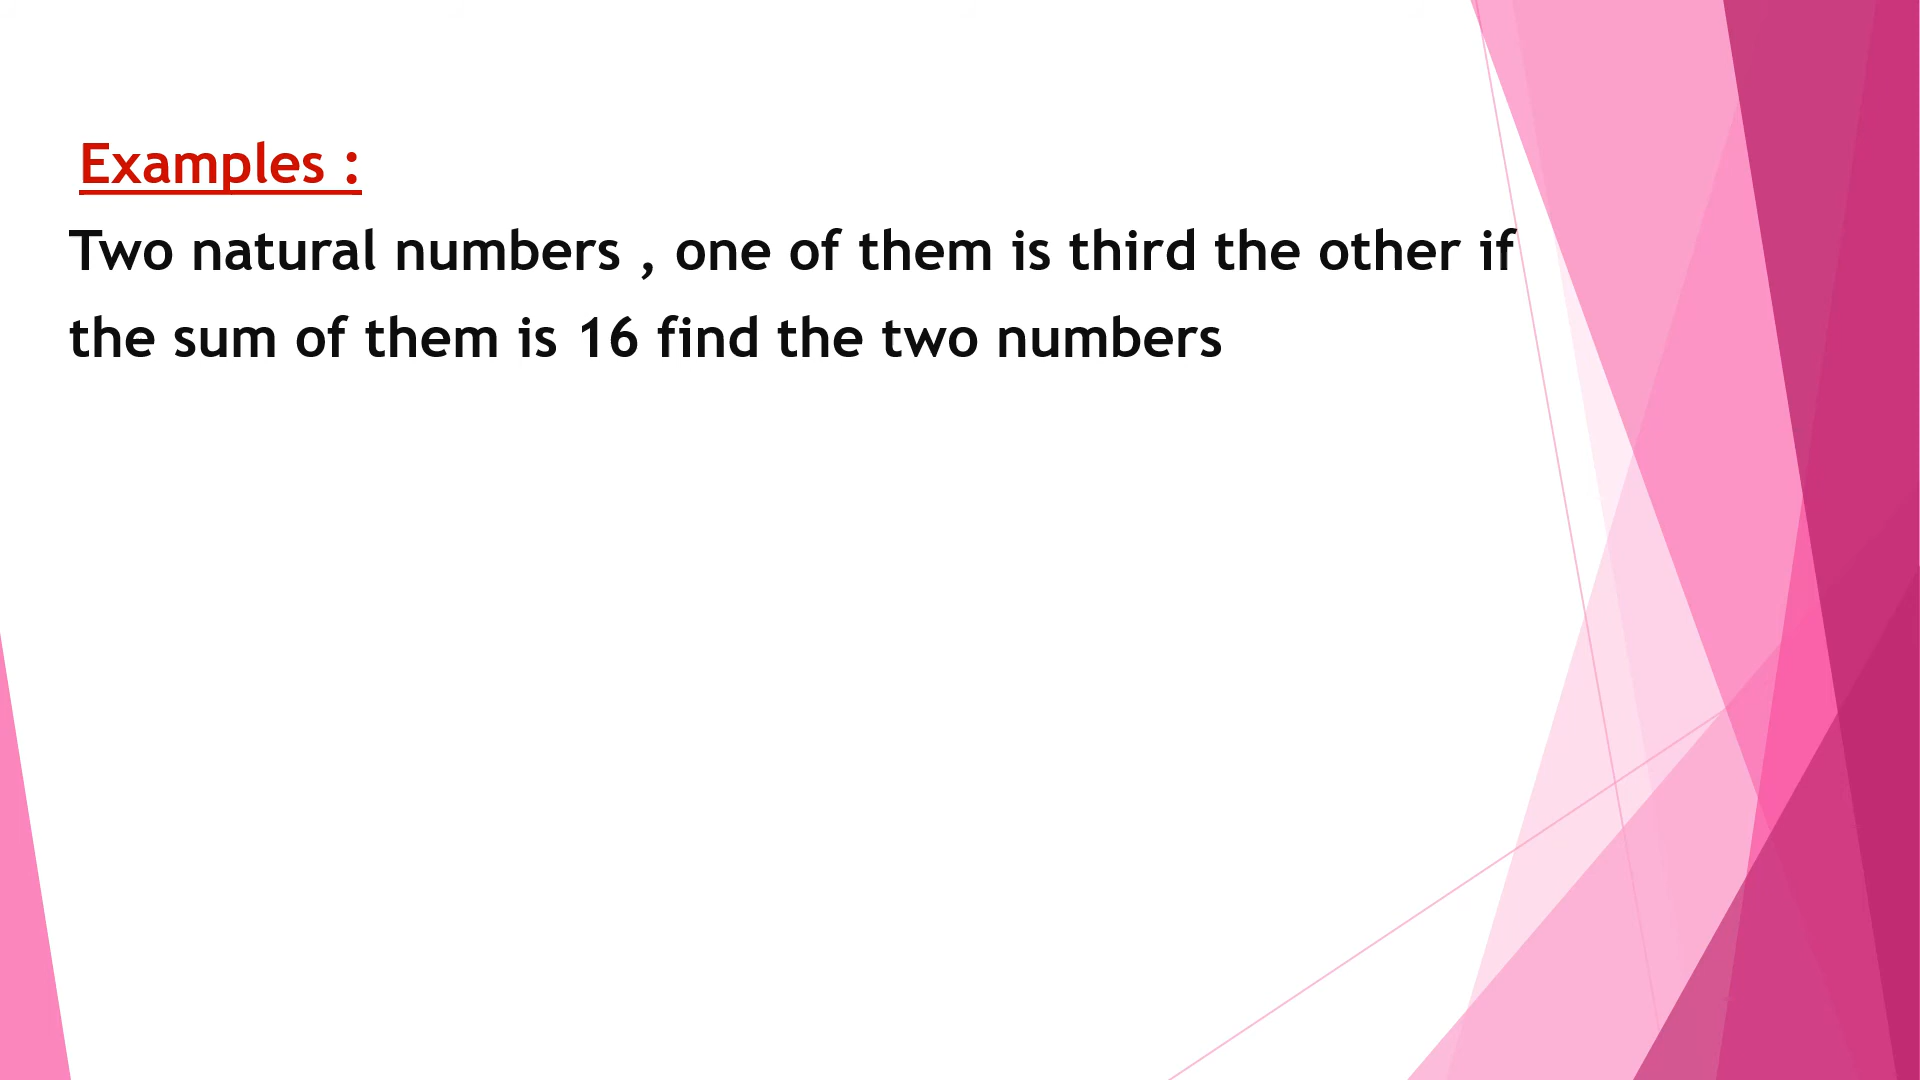 Examples :
Two natural numbers , one of them is third the other if
the sum of them is 16 find the two numbers